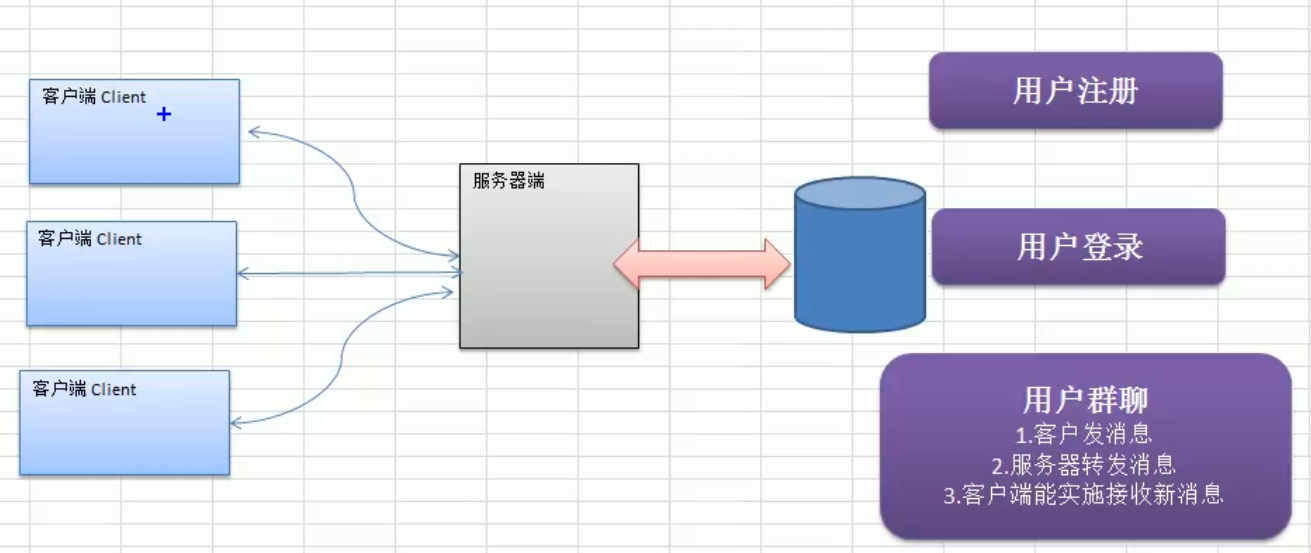 客户端 Client
客户端 Client
客户端 Client
服务器端
用户注册
用户登录
用户群聊
1.客户发消息
2.服务器转发消息
3.客户端能实施接收新消息